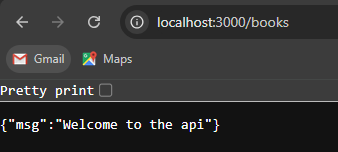 localhost:3000/books
Gmail Maps
Pretty print
{"msg":"Welcome to the api"}